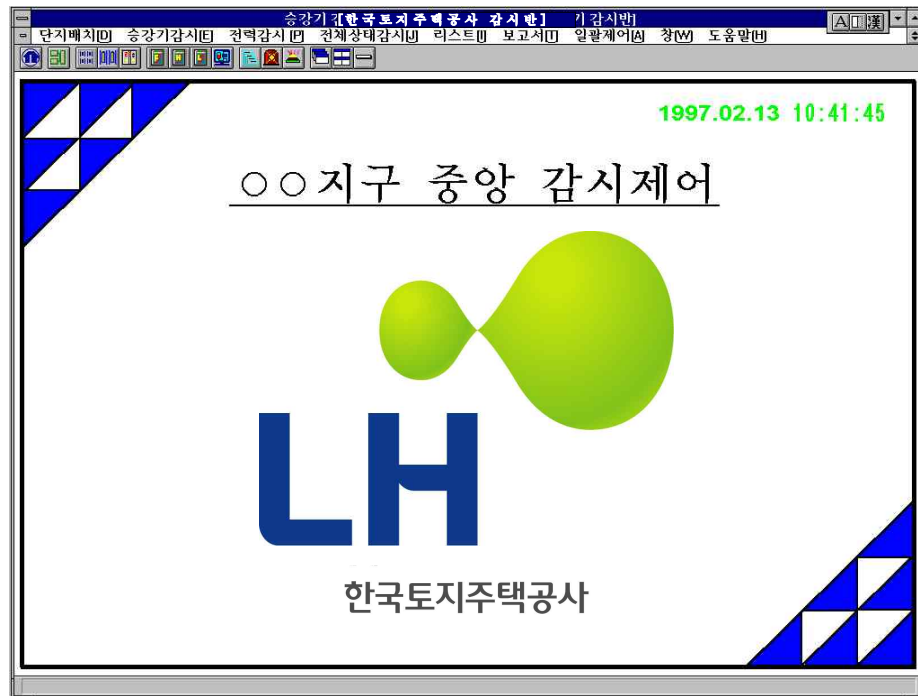 승강기 [한국토지주택공사 감시반] 기감시반]
A 漢
단지배치[D] 승강기감시[E] 전력감시[P] 전체상태감시[J] 리스트[I] 보고서[T] 일괄제어[A] 창[W] 도움말[H]
1997.02.13 10:41:45
○○지구 중앙 감시제어
LH
한국토지주택공사